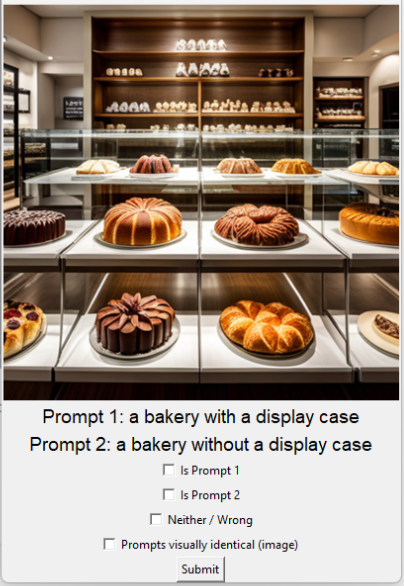 Prompt 1: a bakery with a display case
Prompt 2: a bakery without a display case
Is Prompt 1
Is Prompt 2
Neither / Wrong
Prompts visually identical (image)
Submit